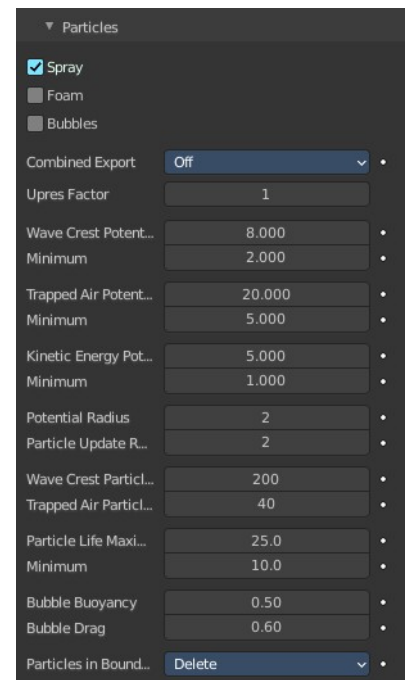 Particles
Spray
Foam
Bubbles
Combined Export Off
Upres Factor 1
Wave Crest Potent... 8.000
Minimum 2.000
Trapped Air Potent... 20.000
Minimum 5.000
Kinetic Energy Pot... 5.000
Minimum 1.000
Potential Radius 2
Particle Update R... 2
Wave Crest Particl... 200
Trapped Air Particl... 40
Particle Life Maxi... 25.0
Minimum 10.0
Bubble Buoyancy 0.50
Bubble Drag 0.60
Particles in Bound... Delete